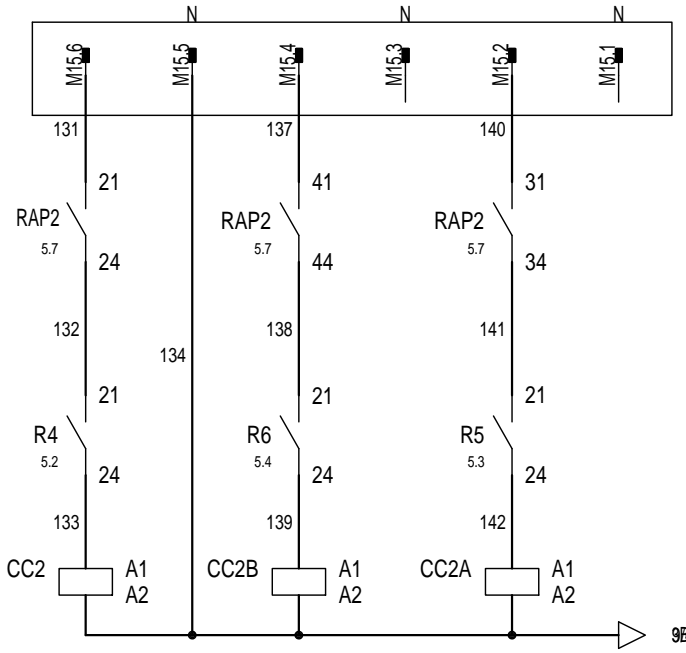 N N N
M15.6 M15.5 M15.4 M15.3 M15.2 M15.1
131 137 140
21 41 31
RAP2 RAP2 RAP2
5.7 5.7 5.7
24 44 34
132 138 141
134
21 21 21
R4 R6 R5
5.2 5.4 5.3
24 24 24
133 139 142
CC2 A1 CC2B A1 CC2A A1
A2 A2 A2